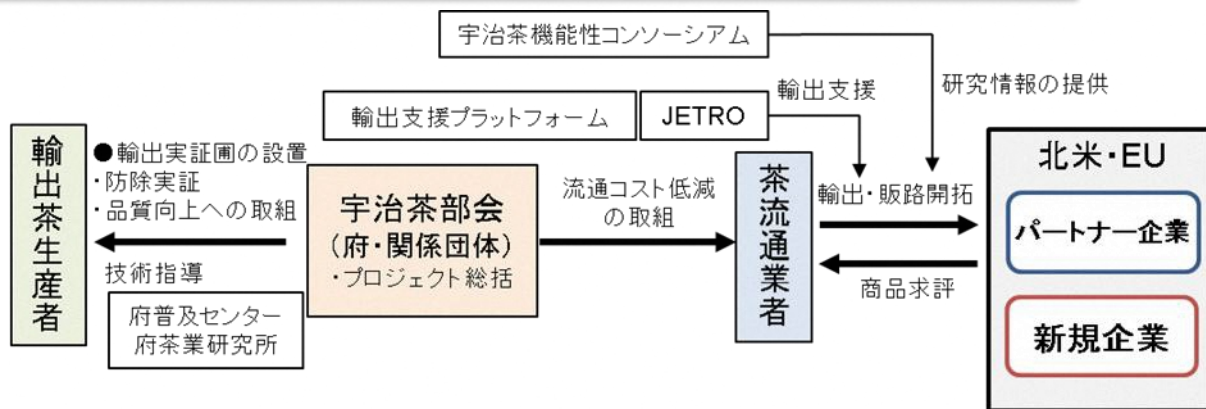 宇治茶機能性コンソーシアム
輸出支援プラットフォーム
JETRO
輸出支援
研究情報の提供
輸出茶生産者
●輸出実証圃の設置
・防除実証
・品質向上への取組
技術指導
府普及センター
府茶業研究所
宇治茶部会
(府・関係団体)
・プロジェクト総括
流通コスト低減
の取組
茶流通業者
輸出・販路開拓
商品求評
北米・EU
パートナー企業
新規企業